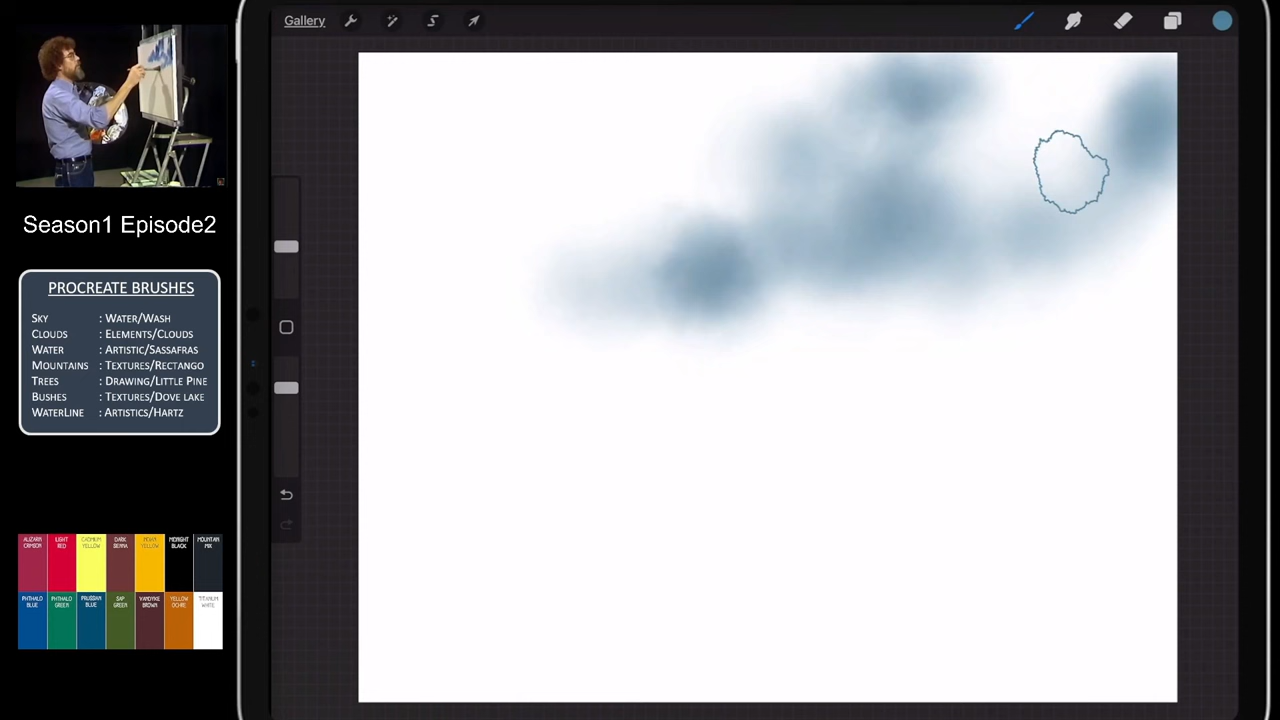 Gallery
Season1 Episode2
PROCREATE BRUSHES
SKY : WATER/WASH
CLOUDS : ELEMENTS/CLOUDS
WATER : ARTISTIC/SASSAFRAS
MOUNTAINS : TEXTURES/RECTANGO
TREES : DRAWING/LITTLE PINE
BUSHES : TEXTURES/DOVE LAKE
WATERLINE : ARTISTICS/HARTZ
ALIZARIN CRIMSON
LIGHT RED
CADMIUM YELLOW
DARK SIENNA
INDIAN YELLOW
MIDNIGHT BLACK
MOUNTAIN MIX
PHTHALO BLUE
PHTHALO GREEN
PRUSSIAN BLUE
SAP GREEN
VANDYKE BROWN
YELLOW OCHRE
TITANIUM WHITE